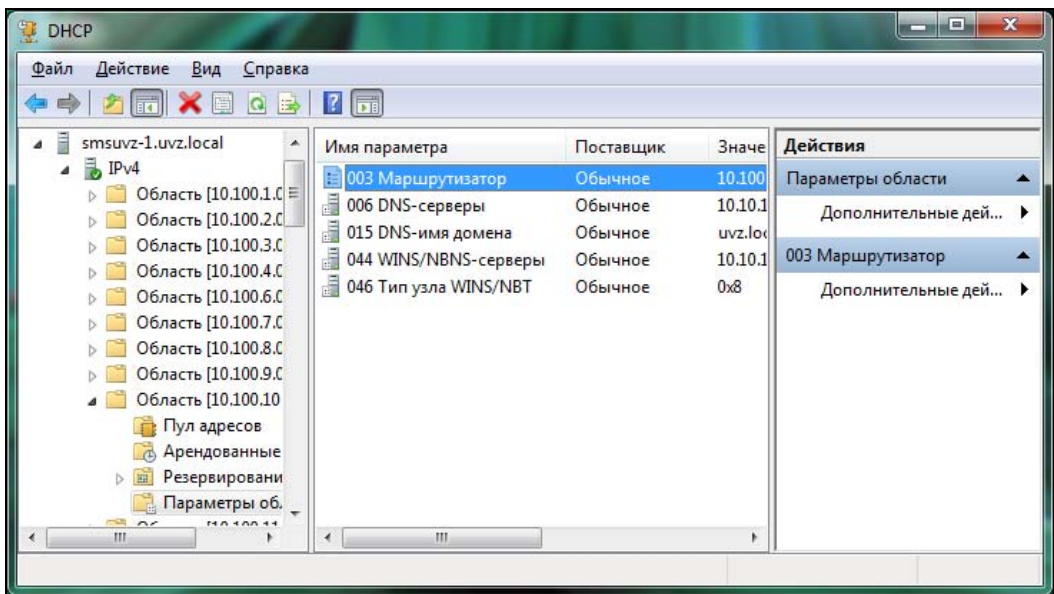 DHCP
Файл Действие Вид Справка
smsuvz-1.uvz.local
IPv4
Область [10.100.1.0
Область [10.100.2.0
Область [10.100.3.0
Область [10.100.4.0
Область [10.100.6.0
Область [10.100.7.0
Область [10.100.8.0
Область [10.100.9.0
Область [10.100.10
Пул адресов
Арендованные
Резервировани
Параметры об
Имя параметра Поставщик Значе
003 Маршрутизатор Обычное 10.100
006 DNS-серверы Обычное 10.10.1
015 DNS-имя домена Обычное uvz.loc
044 WINS/NBNS-серверы Обычное 10.10.1
046 Тип узла WINS/NBT Обычное 0x8
Действия
Параметры области
Дополнительные дей...
003 Маршрутизатор
Дополнительные дей...